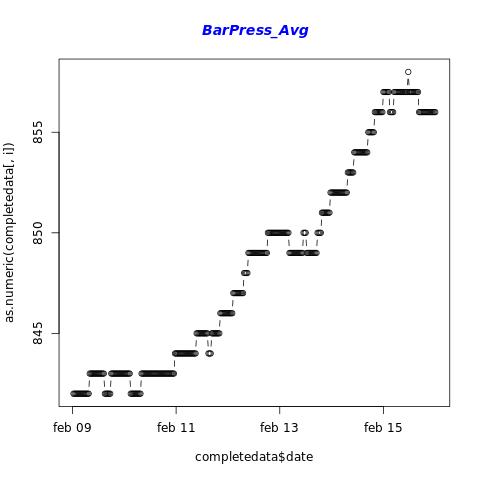 BarPress_Avg
as.numeric(completedata[, i])
855
850
845
feb 09 feb 11 feb 13 feb 15
completedata$date